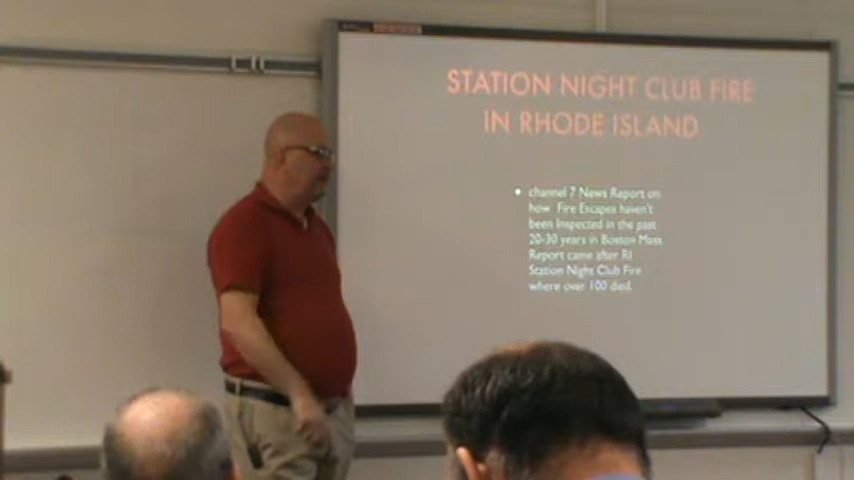 STATION NIGHT CLUB FIRE
IN RHODE ISLAND
• channel 7 News Report on
how Fire Escapes haven't
been Inspected in the past
20-30 years in Boston Mass
Report came after RI
Station Night Club Fire
where over 100 died.